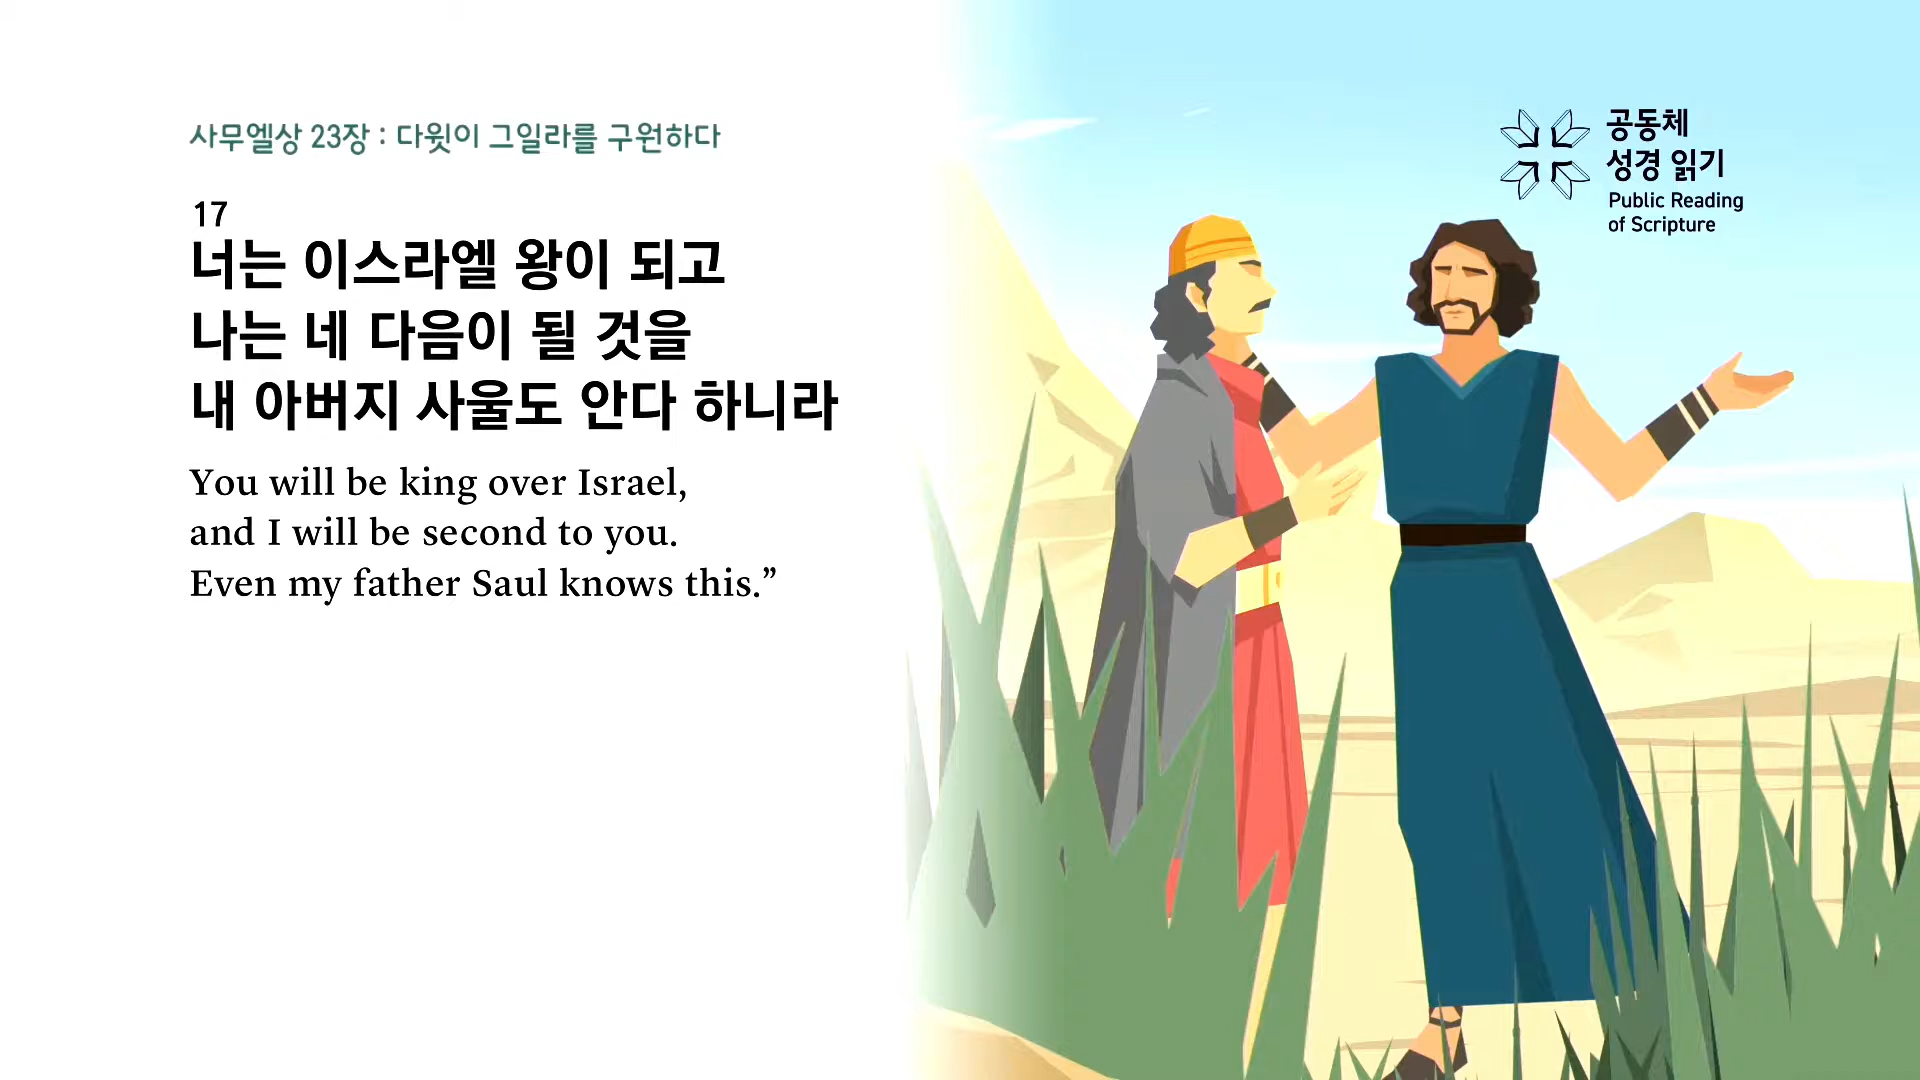 사무엘상 23장 : 다윗이 그일라를 구원하다
17
너는 이스라엘 왕이 되고
나는 네 다음이 될 것을
내 아버지 사울도 안다 하니라
You will be king over Israel,
and I will be second to you.
Even my father Saul knows this.”
공동체
성경 읽기
Public Reading
of Scripture